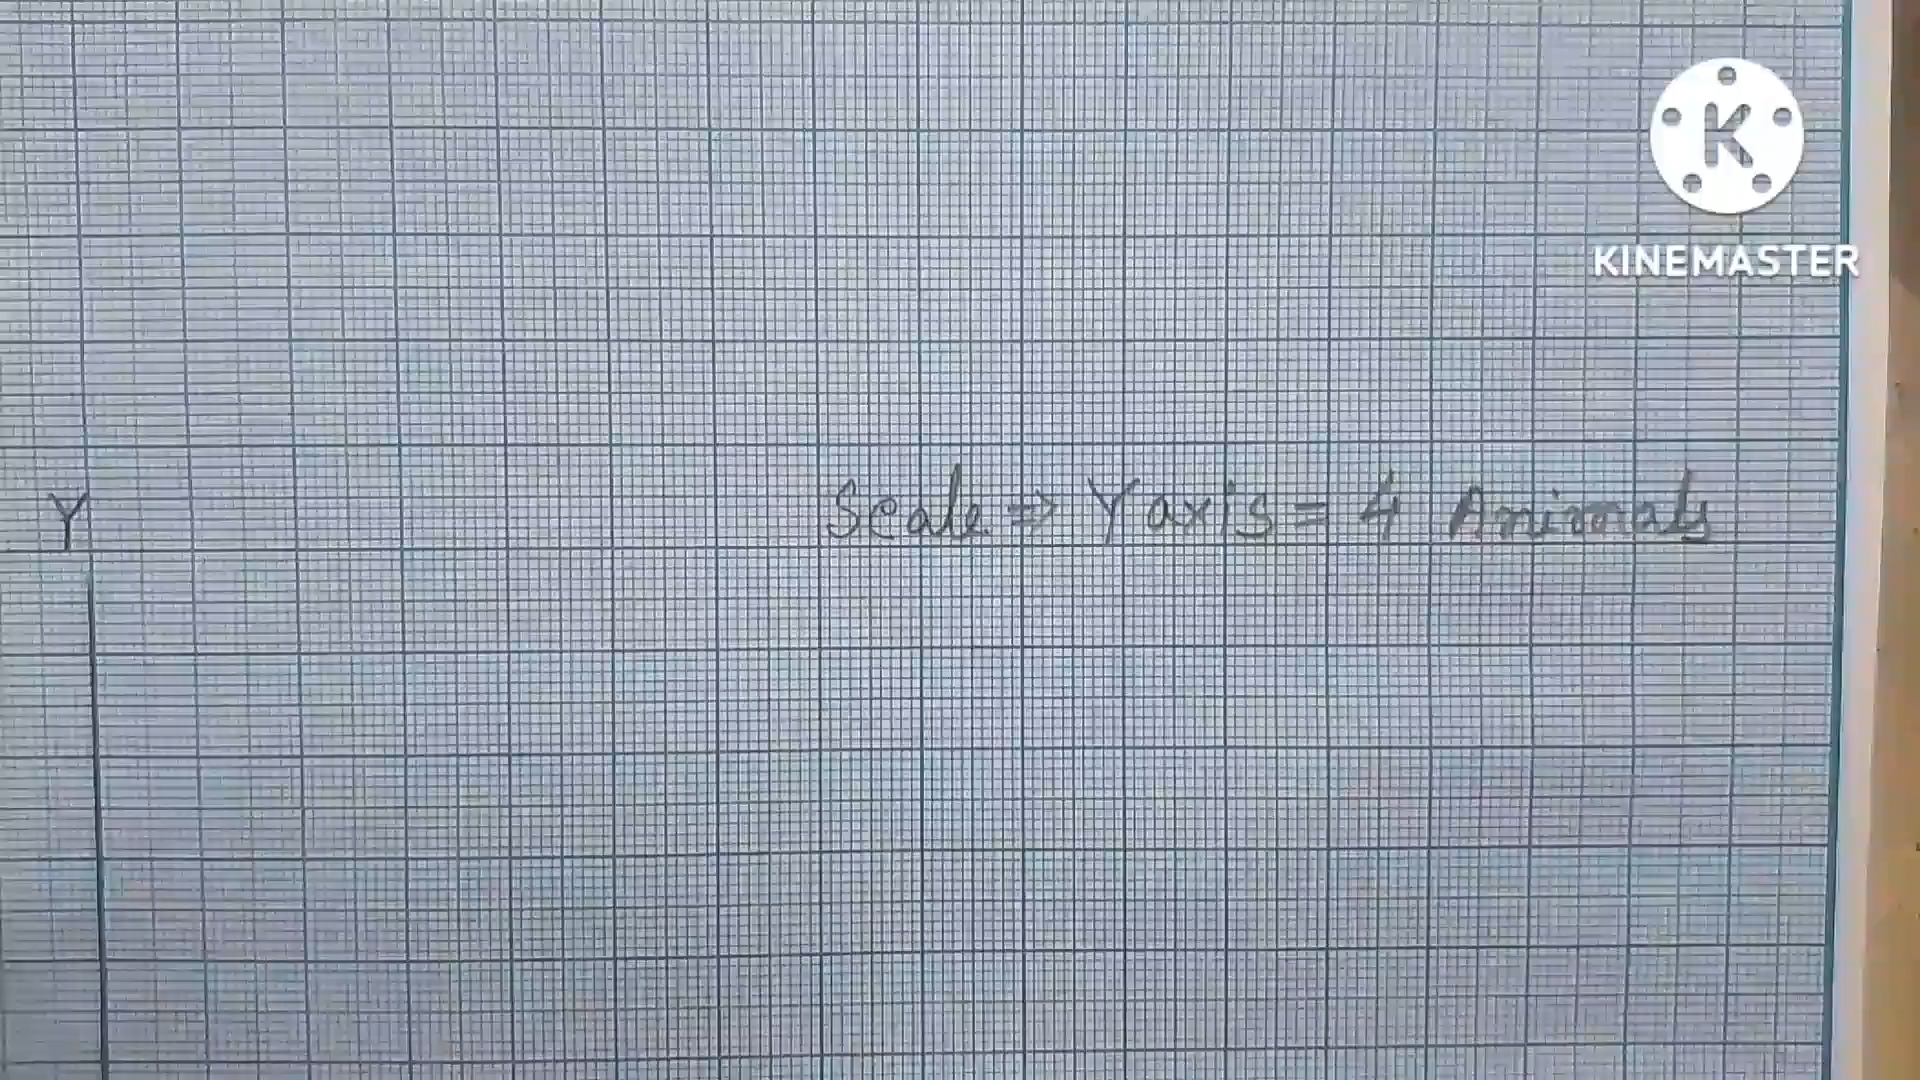 KINEMASTER
Y
Scale ⇒ Y axis = 4 Animals